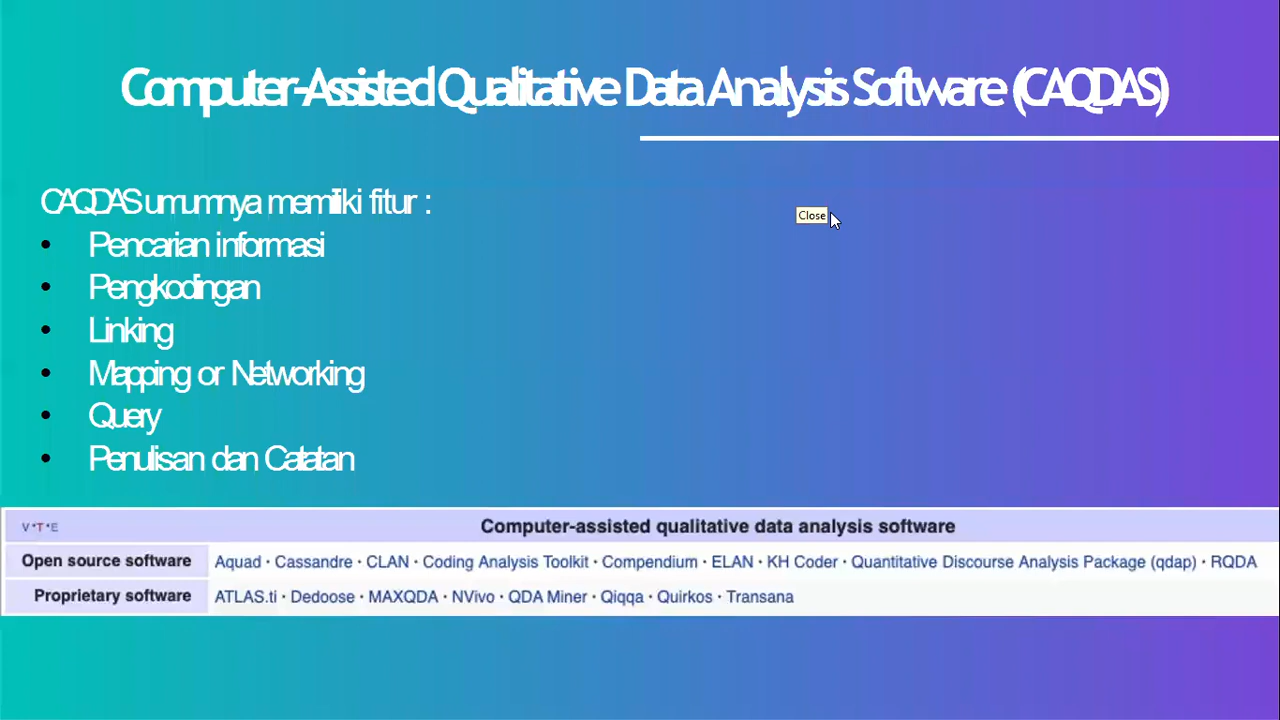 Computer-Assisted Qualitative Data Analysis Software (CAQDAS)
CAQDAS umumnya memiliki fitur :
• Pencarian informasi
• Pengkodingan
• Linking
• Mapping or Networking
• Query
• Penulisan dan Catatan
Close
V•T•E Computer-assisted qualitative data analysis software
Open source software Aquad · Cassandre · CLAN · Coding Analysis Toolkit · Compendium · ELAN · KH Coder · Quantitative Discourse Analysis Package (qdap) · RQDA
Proprietary software ATLAS.ti · Dedoose · MAXQDA · NVivo · QDA Miner · Qiqqa · Quirkos · Transana